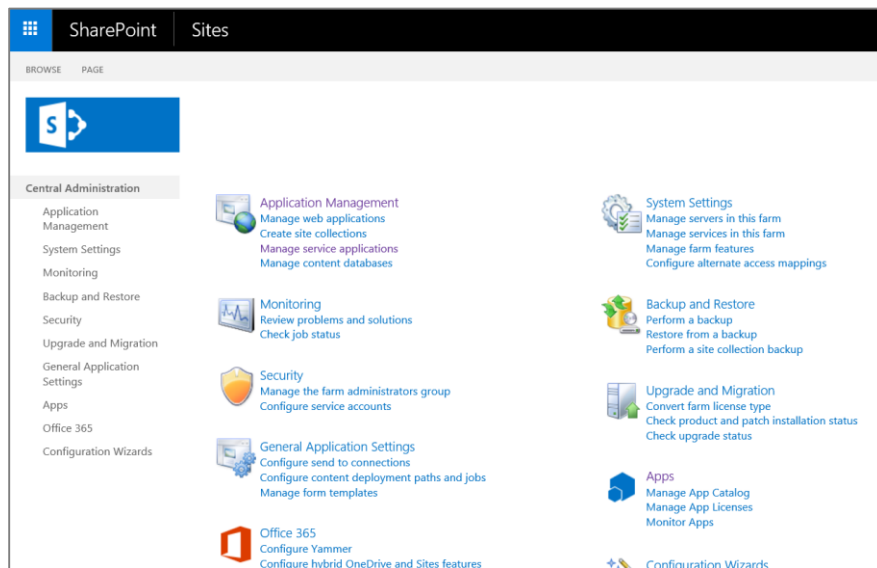 SharePoint Sites
BROWSE PAGE
S
Central Administration
Application
Management
System Settings
Monitoring
Backup and Restore
Security
Upgrade and Migration
General Application
Settings
Apps
Office 365
Configuration Wizards
Application Management
Manage web applications
Create site collections
Manage service applications
Manage content databases
Monitoring
Review problems and solutions
Check job status
Security
Manage the farm administrators group
Configure service accounts
General Application Settings
Configure send to connections
Configure content deployment paths and jobs
Manage form templates
Office 365
Configure Yammer
Configure hybrid OneDrive and Sites features
System Settings
Manage servers in this farm
Manage services in this farm
Manage farm features
Configure alternate access mappings
Backup and Restore
Perform a backup
Restore from a backup
Perform a site collection backup
Upgrade and Migration
Convert farm license type
Check product and patch installation status
Check upgrade status
Apps
Manage App Catalog
Manage App Licenses
Monitor Apps
Configuration Wizards